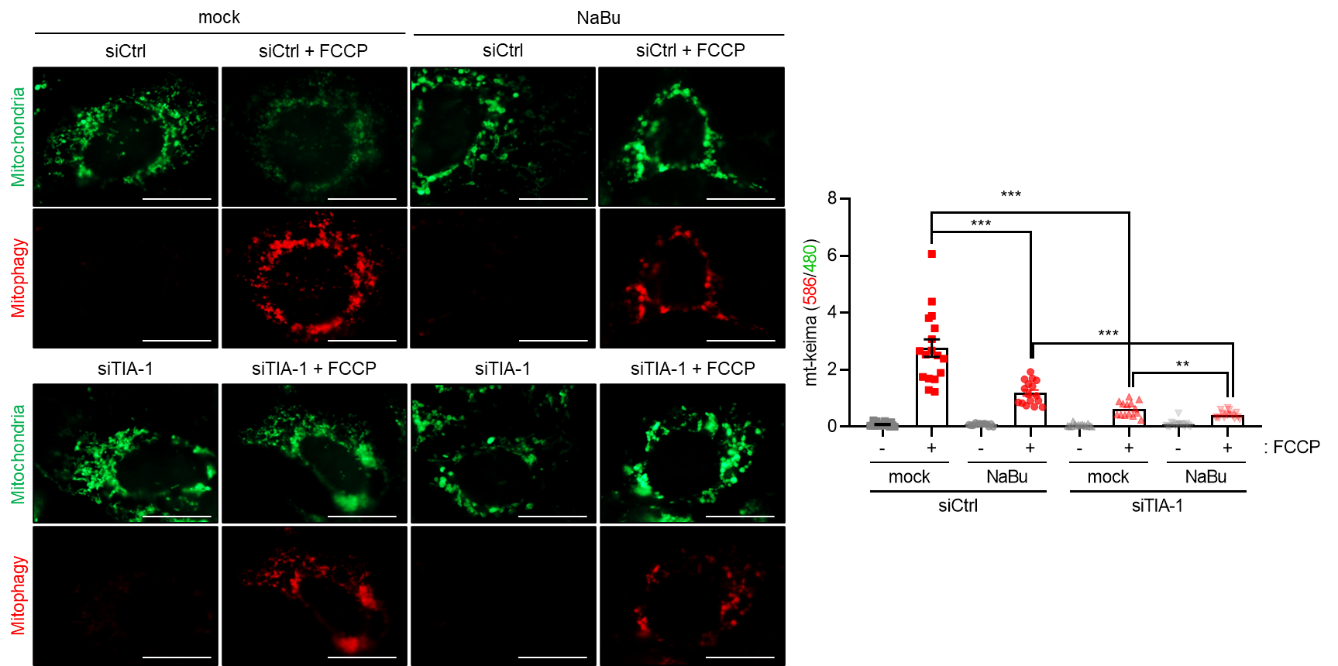 mock NaBu
siCtrl siCtrl + FCCP siCtrl siCtrl + FCCP
Mitochondria
Mitophagy
siTIA-1 siTIA-1 + FCCP siTIA-1 siTIA-1 + FCCP
Mitochondria
Mitophagy
mt-keima (586/480)
8
6
4
2
0
***
***
***
**
- + - + - + - + : FCCP
mock NaBu mock NaBu
siCtrl siTIA-1